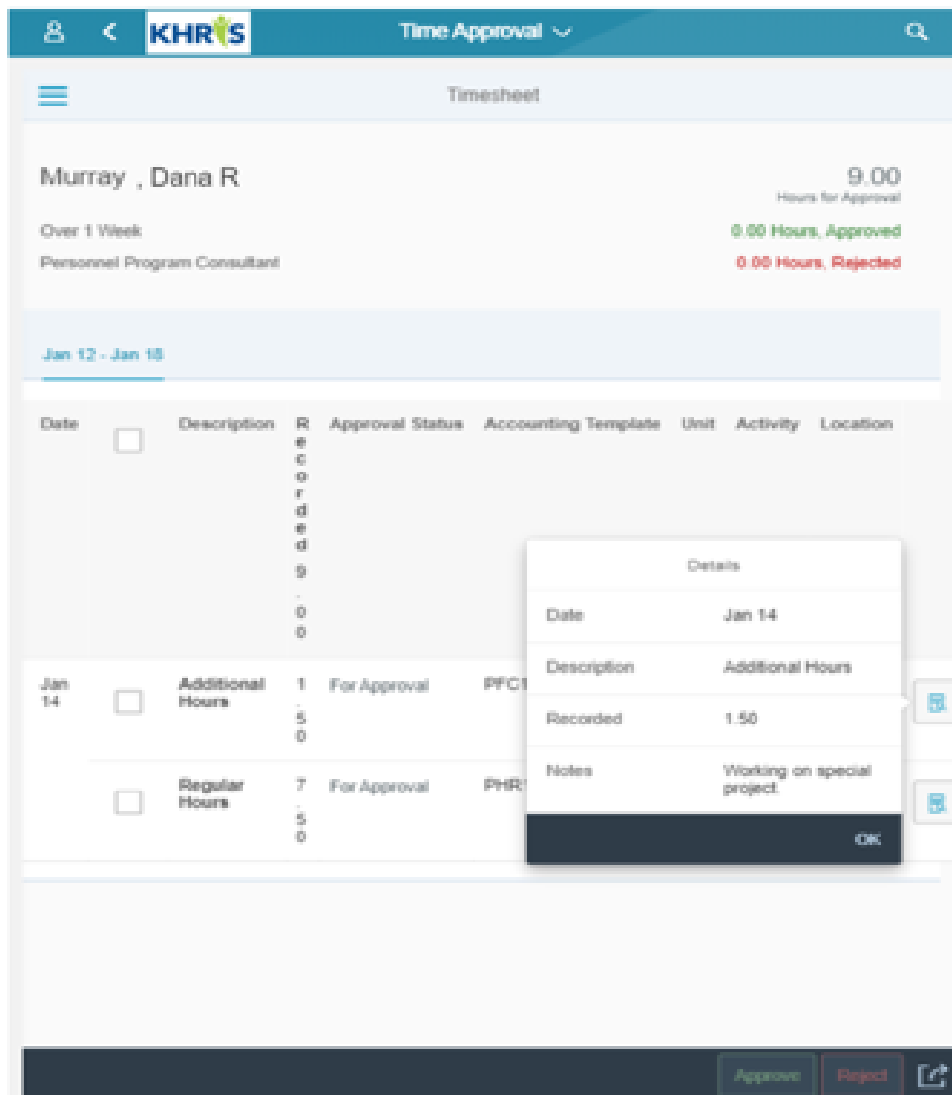 KHRIS
Time Approval
Timesheet
Murray , Dana R
9.00
Hours for Approval
Over 1 Week
0.00 Hours, Approved
Personnel Program Consultant
0.00 Hours, Rejected
Jan 12 - Jan 18
Date Description Recorded 9.00 Approval Status Accounting Template Unit Activity Location
Jan 14 Additional Hours 1.50 For Approval
Regular Hours 7.50 For Approval
Details
Date Jan 14
Description Additional Hours
Recorded 1.50
Notes Working on special
project
OK
Approve Reject